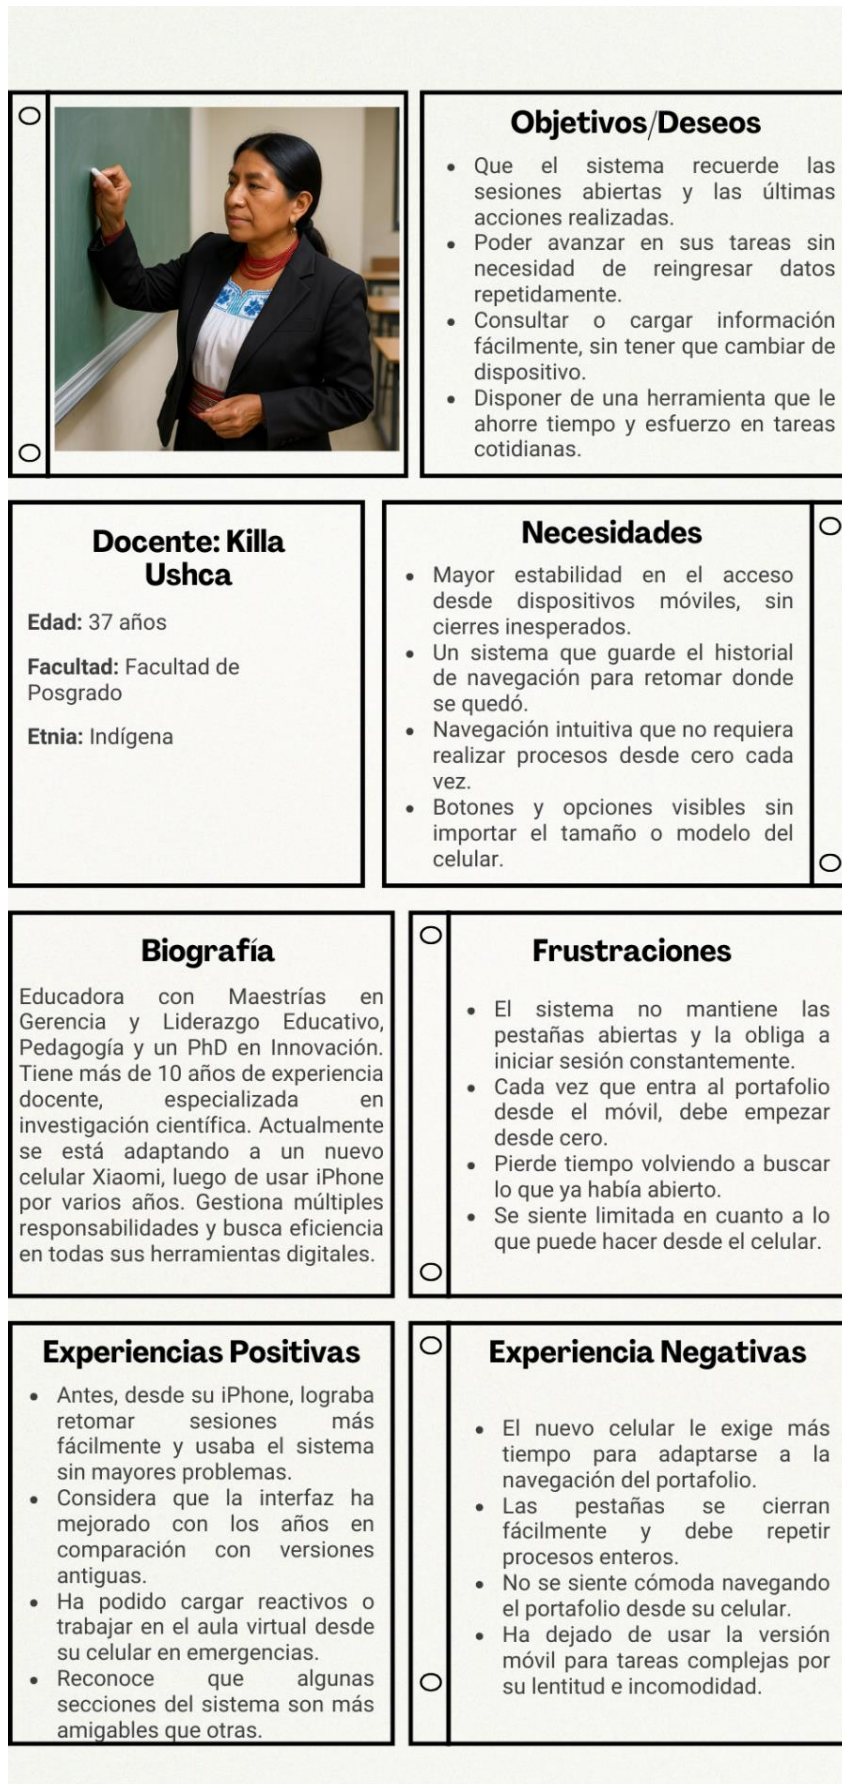 Objetivos/Deseos
• Que el sistema recuerde las
sesiones abiertas y las últimas
acciones realizadas.
• Poder avanzar en sus tareas sin
necesidad de reingresar datos
repetidamente.
• Consultar o cargar información
fácilmente, sin tener que cambiar de
dispositivo.
• Disponer de una herramienta que le
ahorre tiempo y esfuerzo en tareas
cotidianas.
Docente: Killa
Ushca
Edad: 37 años
Facultad: Facultad de
Posgrado
Etnia: Indígena
Necesidades
• Mayor estabilidad en el acceso
desde dispositivos móviles, sin
cierres inesperados.
• Un sistema que guarde el historial
de navegación para retomar donde
se quedó.
• Navegación intuitiva que no requiera
realizar procesos desde cero cada
vez.
• Botones y opciones visibles sin
importar el tamaño o modelo del
celular.
Biografía
Educadora con Maestrías en
Gerencia y Liderazgo Educativo,
Pedagogía y un PhD en Innovación.
Tiene más de 10 años de experiencia
docente, especializada en
investigación científica. Actualmente
se está adaptando a un nuevo
celular Xiaomi, luego de usar iPhone
por varios años. Gestiona múltiples
responsabilidades y busca eficiencia
en todas sus herramientas digitales.
Frustraciones
• El sistema no mantiene las
pestañas abiertas y la obliga a
iniciar sesión constantemente.
• Cada vez que entra al portafolio
desde el móvil, debe empezar
desde cero.
• Pierde tiempo volviendo a buscar
lo que ya había abierto.
• Se siente limitada en cuanto a lo
que puede hacer desde el celular.
Experiencias Positivas
• Antes, desde su iPhone, lograba
retomar sesiones más
fácilmente y usaba el sistema
sin mayores problemas.
• Considera que la interfaz ha
mejorado con los años en
comparación con versiones
antiguas.
• Ha podido cargar reactivos o
trabajar en el aula virtual desde
su celular en emergencias.
• Reconoce que algunas
secciones del sistema son más
amigables que otras.
Experiencia Negativas
• El nuevo celular le exige más
tiempo para adaptarse a la
navegación del portafolio.
• Las pestañas se cierran
fácilmente y debe repetir
procesos enteros.
• No se siente cómoda navegando
el portafolio desde su celular.
• Ha dejado de usar la versión
móvil para tareas complejas por
su lentitud e incomodidad.